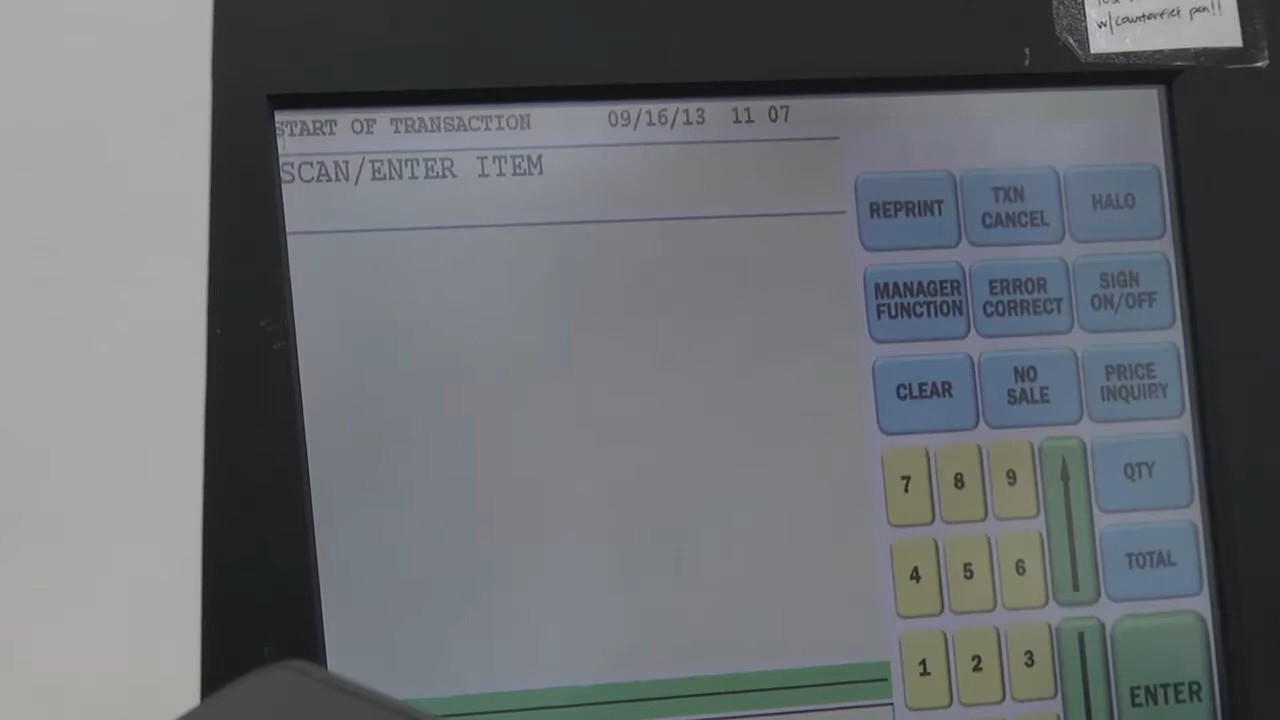 w/counterfiet pen!!
START OF TRANSACTION 09/16/13 11 07
SCAN/ENTER ITEM
REPRINT TXN CANCEL HALO
MANAGER FUNCTION ERROR CORRECT SIGN ON/OFF
CLEAR NO SALE PRICE INQUIRY
7 8 9 QTY
4 5 6 TOTAL
1 2 3 ENTER